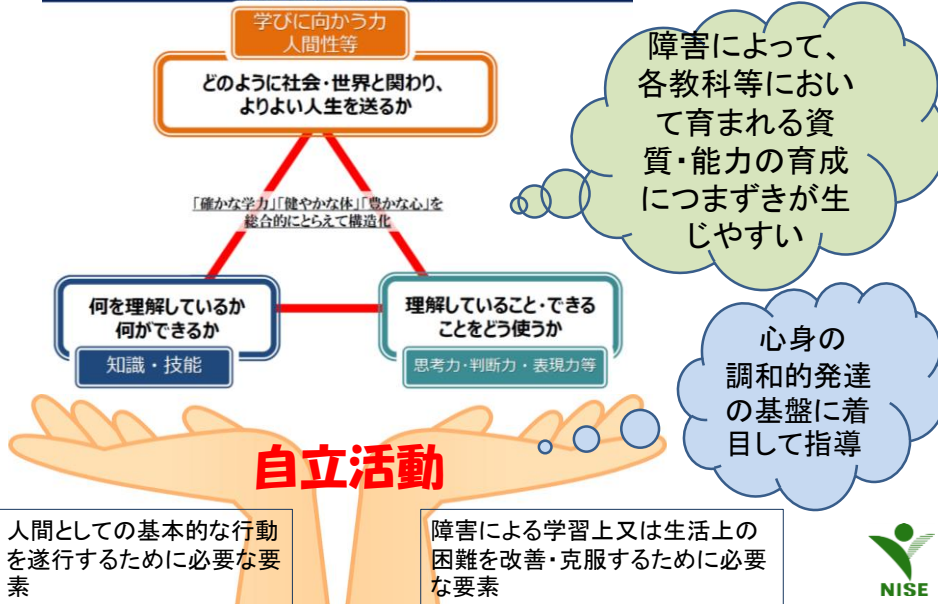 学びに向かう力
人間性等
どのように社会・世界と関わり、
よりよい人生を送るか
「確かな学力」「健やかな体」「豊かな心」を
総合的にとらえて構造化
何を理解しているか
何ができるか
知識・技能
理解していること・できる
ことをどう使うか
思考力・判断力・表現力等
障害によって、
各教科等におい
て育まれる資
質・能力の育成
につまずきが生
じやすい
心身の
調和的発達
の基盤に着
目して指導
自立活動
人間としての基本的な行動
を遂行するために必要な要
素
障害による学習上又は生活上の
困難を改善・克服するために必要
な要素
NISE